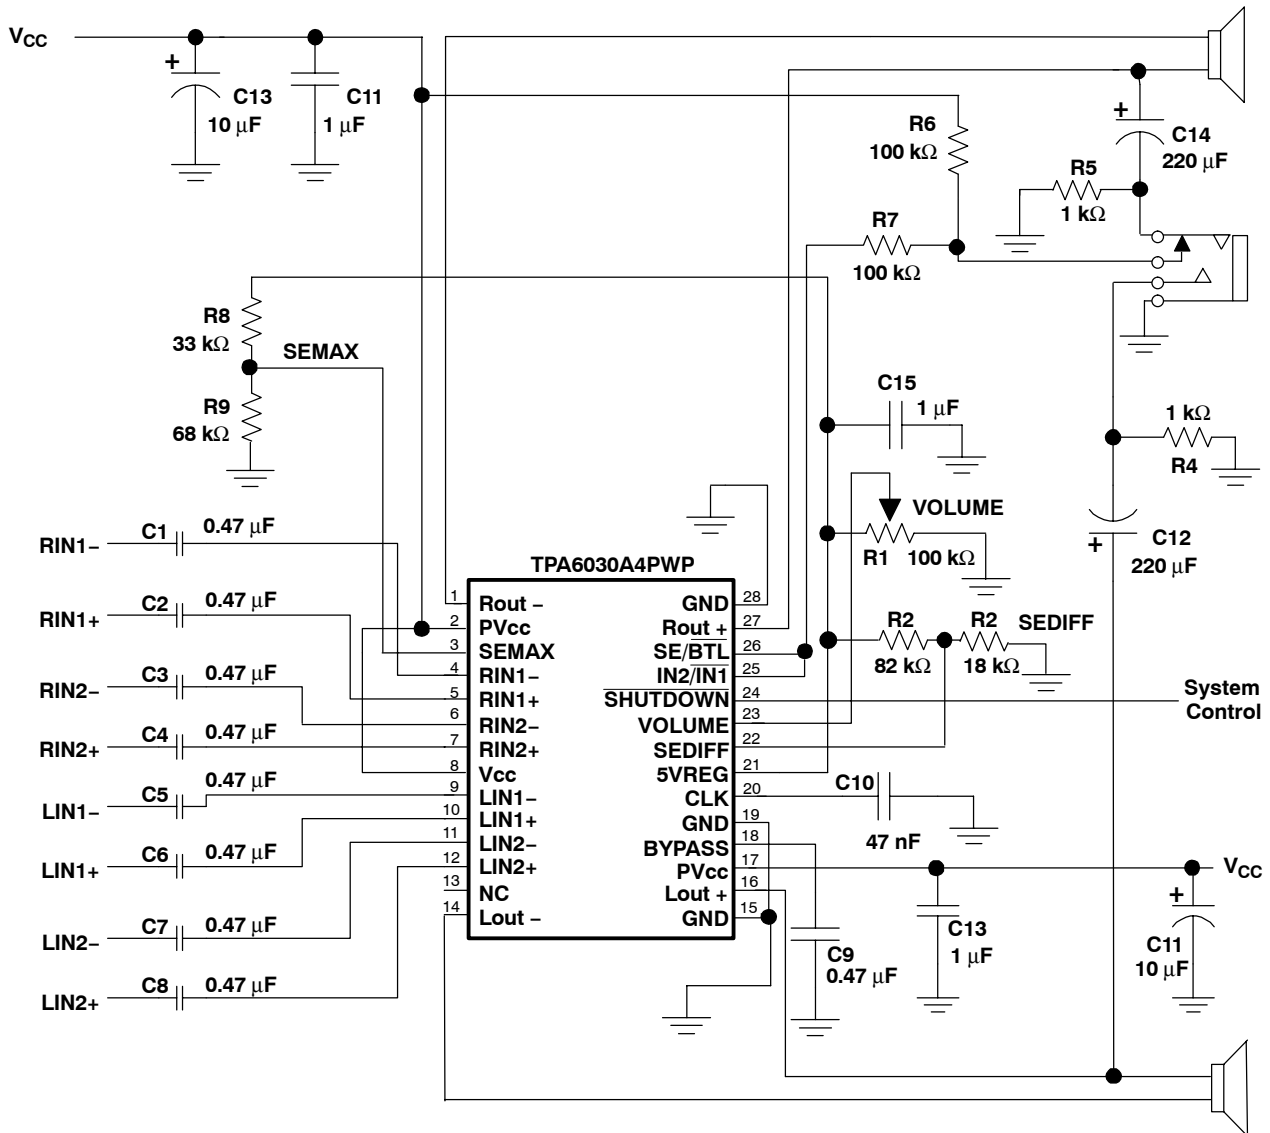 VCC
C13
10 µF
C11
1 µF
R6
100 kΩ
C14
220 µF
R5
1 kΩ
R7
100 kΩ
R8
33 kΩ
SEMAX
R9
68 kΩ
C15
1 µF
1 kΩ
R4
VOLUME
R1
100 kΩ
C12
220 µF
RIN1−
C1
0.47 µF
RIN1+
C2
0.47 µF
RIN2−
C3
0.47 µF
RIN2+
C4
0.47 µF
LIN1−
C5
0.47 µF
LIN1+
C6
0.47 µF
LIN2−
C7
0.47 µF
LIN2+
C8
0.47 µF
TPA6030A4PWP
1 Rout −
2 PVcc
3 SEMAX
4 RIN1−
5 RIN1+
6 RIN2−
7 RIN2+
8 Vcc
9 LIN1−
10 LIN1+
11 LIN2−
12 LIN2+
13 NC
14 Lout −
GND 28
Rout + 27
SE/BTL 26
IN2/IN1 25
SHUTDOWN 24
VOLUME 23
SEDIFF 22
5VREG 21
CLK 20
GND 19
BYPASS 18
PVcc 17
Lout + 16
GND 15
R2
82 kΩ
R2
18 kΩ
SEDIFF
System
Control
C10
47 nF
C9
0.47 µF
C13
1 µF
C11
10 µF
VCC
+
+
+
+